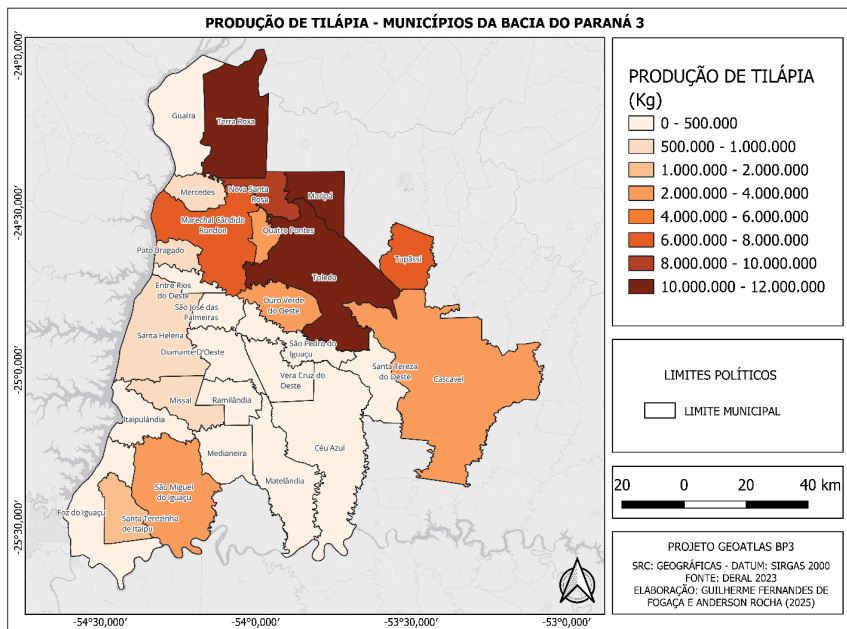 PRODUÇÃO DE TILÁPIA - MUNICÍPIOS DA BACIA DO PARANÁ 3
-24°0,000'
-24°30,000'
-25°0,000'
-25°30,000'
Guaíra
Terra Roxa
Mercedes
Nova Santa
Rosa
Maripá
Marechal Cândido
Rondon
Quatro Pontes
Pato Bragado
Toledo
Tupãssi
Entre Rios
do Oeste
Ouro Verde
do Oeste
São José das
Palmeiras
Santa Helena
São Pedro do
Iguaçu
Diamante D'Oeste
Santa Tereza
do Oeste
Cascavel
Vera Cruz do
Oeste
Missal
Ramilândia
Itaipulândia
Céu Azul
Medianeira
Matelândia
São Miguel
do Iguaçu
Foz do Iguaçu
Santa Terezinha
de Itaipu
-54°30,000'
-54°0,000'
-53°30,000'
-53°0,000'
PRODUÇÃO DE TILÁPIA
(Kg)
0 - 500.000
500.000 - 1.000.000
1.000.000 - 2.000.000
2.000.000 - 4.000.000
4.000.000 - 6.000.000
6.000.000 - 8.000.000
8.000.000 - 10.000.000
10.000.000 - 12.000.000
LIMITES POLÍTICOS
LIMITE MUNICIPAL
20 0 20 40 km
PROJETO GEOATLAS BP3
SRC: GEOGRÁFICAS - DATUM: SIRGAS 2000
FONTE: DERAL 2023
ELABORAÇÃO: GUILHERME FERNANDES DE
FOGAÇA E ANDERSON ROCHA (2025)